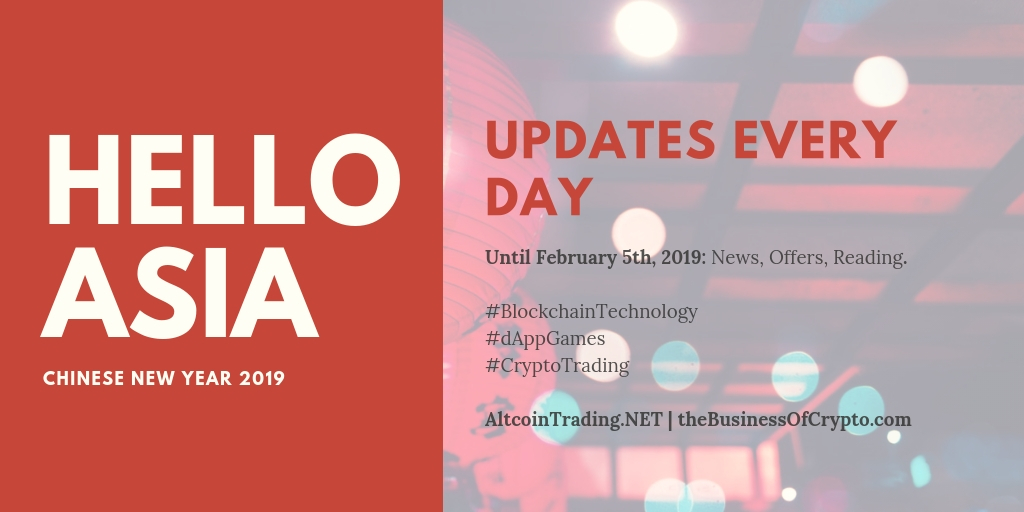 HELLO
ASIA
CHINESE NEW YEAR 2019
UPDATES EVERY
DAY
Until February 5th, 2019: News, Offers, Reading.
#BlockchainTechnology
#dAppGames
#CryptoTrading
AltcoinTrading.NET | theBusinessOfCrypto.com